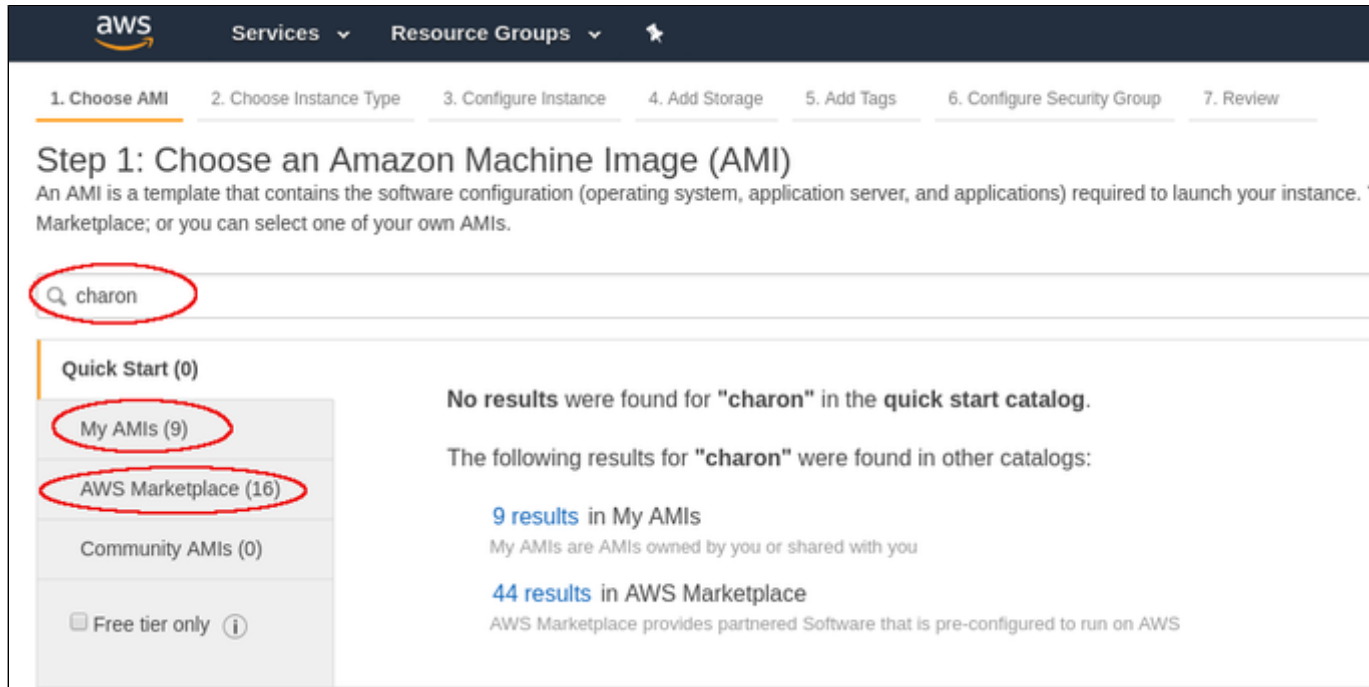 aws Services Resource Groups
1. Choose AMI 2. Choose Instance Type 3. Configure Instance 4. Add Storage 5. Add Tags 6. Configure Security Group 7. Review
Step 1: Choose an Amazon Machine Image (AMI)
An AMI is a template that contains the software configuration (operating system, application server, and applications) required to launch your instance.
Marketplace; or you can select one of your own AMIs.
charon
Quick Start (0)
My AMIs (9)
AWS Marketplace (16)
Community AMIs (0)
Free tier only
No results were found for "charon" in the quick start catalog.
The following results for "charon" were found in other catalogs:
9 results in My AMIs
My AMIs are AMIs owned by you or shared with you
44 results in AWS Marketplace
AWS Marketplace provides partnered Software that is pre-configured to run on AWS